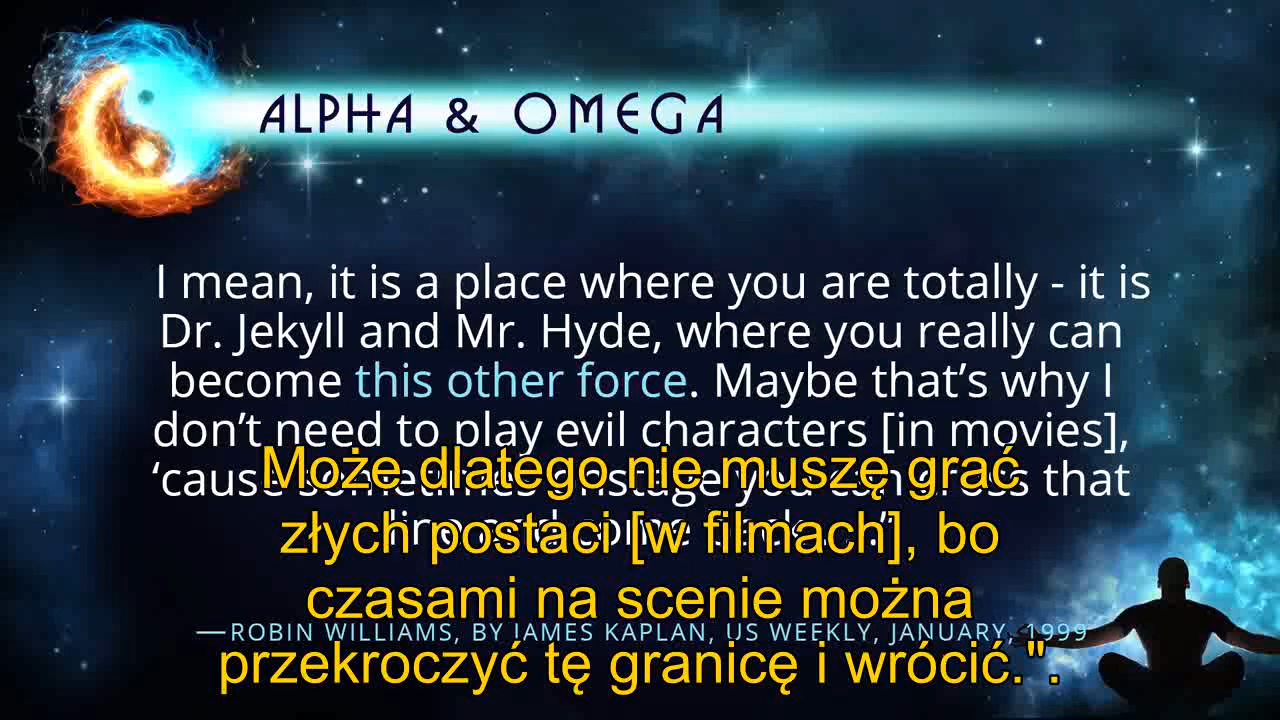 ALPHA & OMEGA
I mean, it is a place where you are totally - it is
Dr. Jekyll and Mr. Hyde, where you really can
become this other force. Maybe that’s why I
don’t need to play evil characters [in movies],
‘cause sometimes onstage you can cross that
line and come back
Może dlatego nie muszę grać
złych postaci [w filmach], bo
czasami na scenie można
—ROBIN WILLIAMS, BY JAMES KAPLAN, US WEEKLY, JANUARY, 1999
przekroczyć tę granicę i wrócić.".